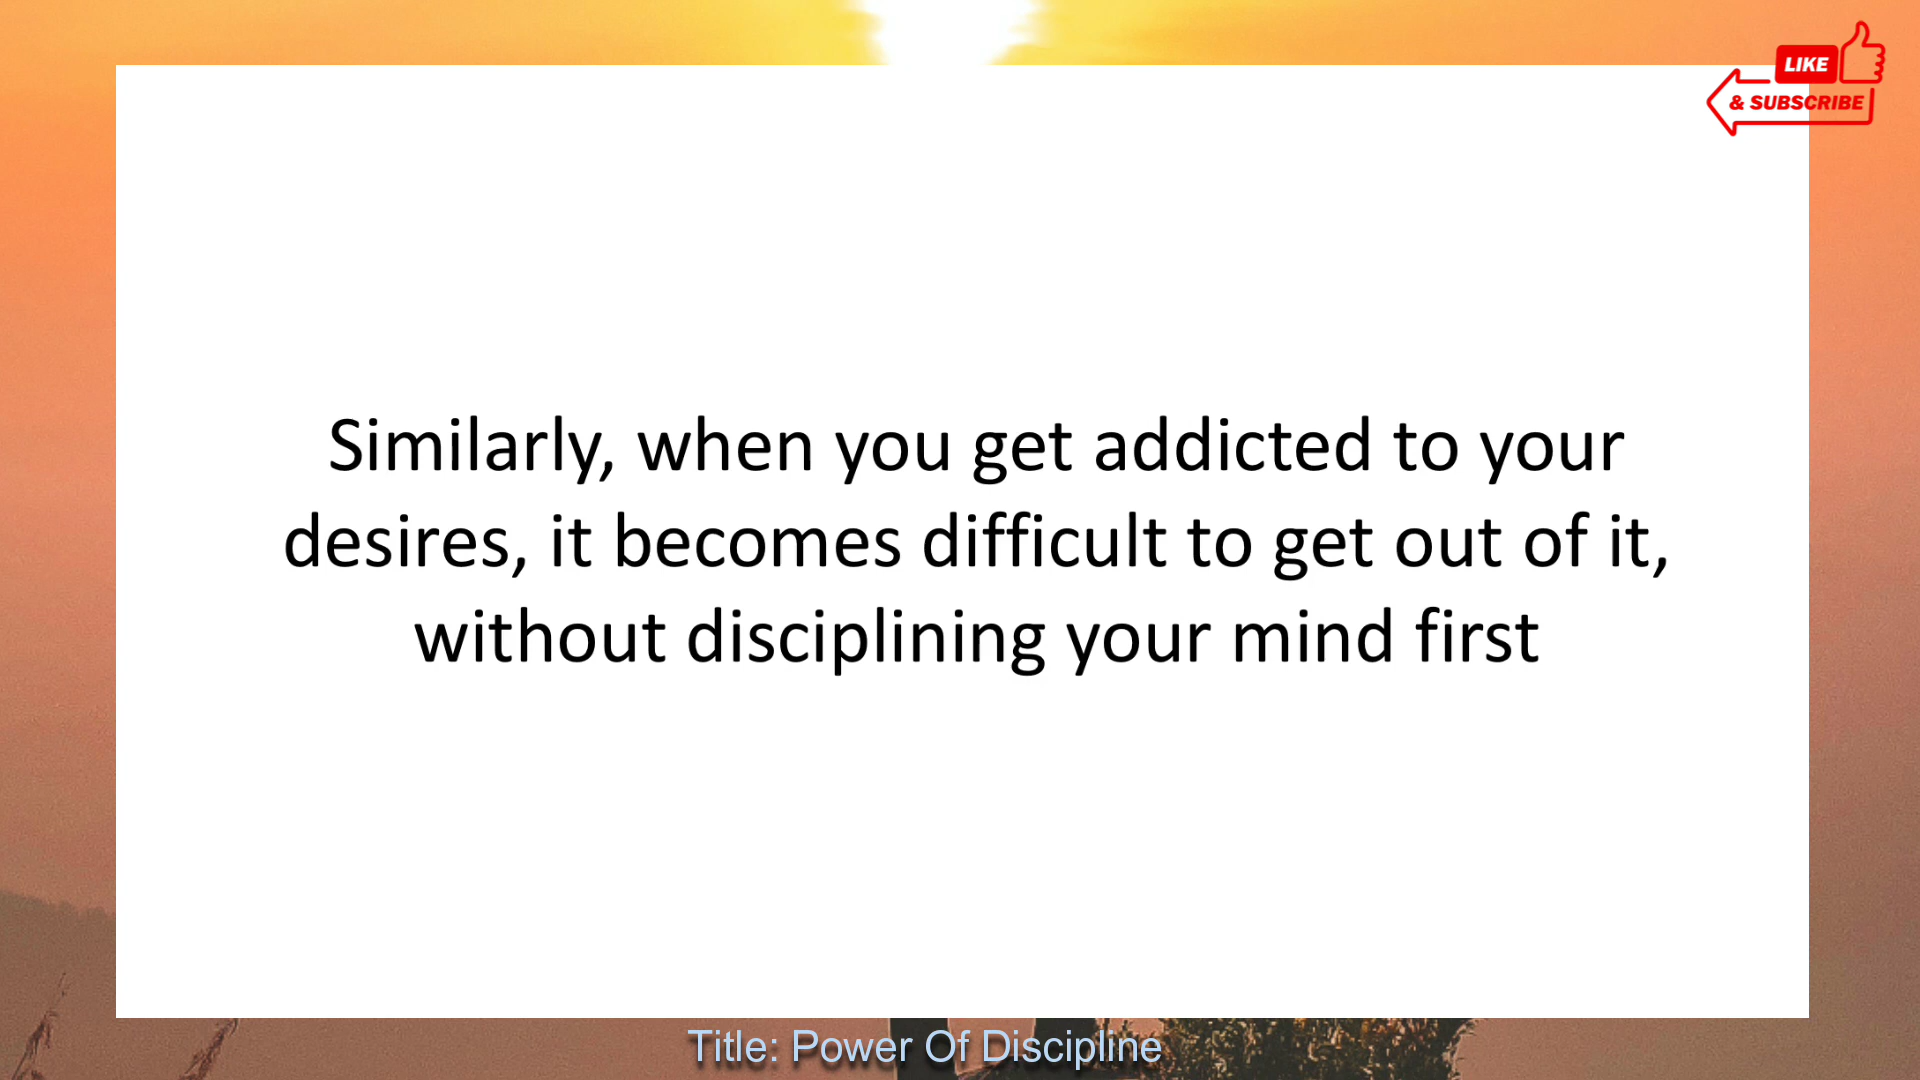 LIKE
& SUBSCRIBE
Similarly, when you get addicted to your
desires, it becomes difficult to get out of it,
without disciplining your mind first
Title: Power Of Discipline